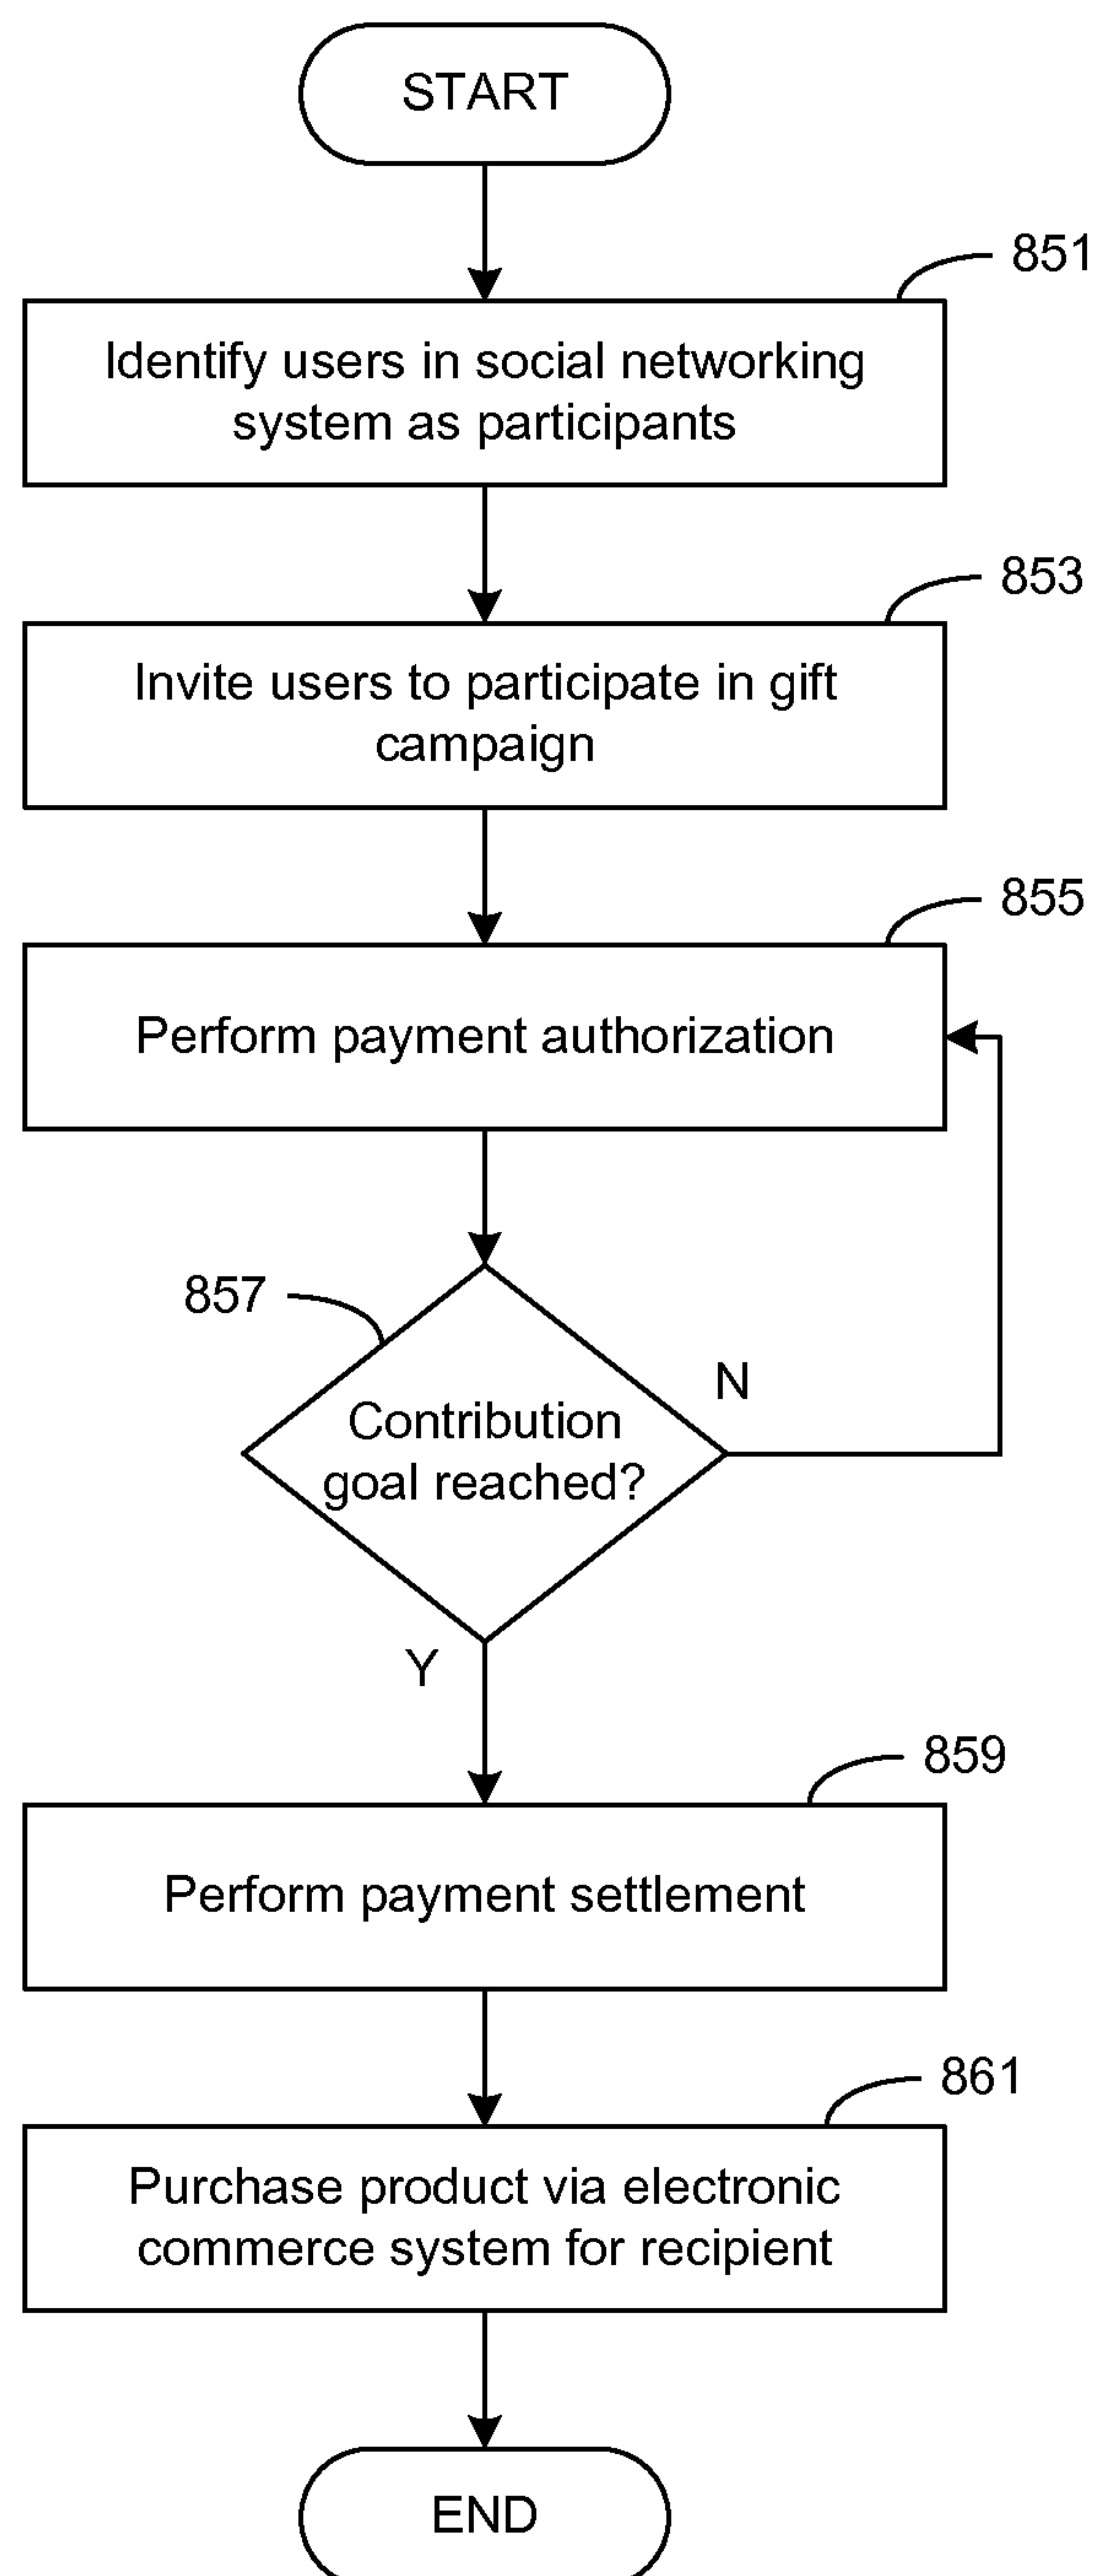 START
851
Identify users in social networking
system as participants
853
Invite users to participate in gift
campaign
855
Perform payment authorization
857
N
Contribution
goal reached?
Y
859
Perform payment settlement
861
Purchase product via electronic
commerce system for recipient
END